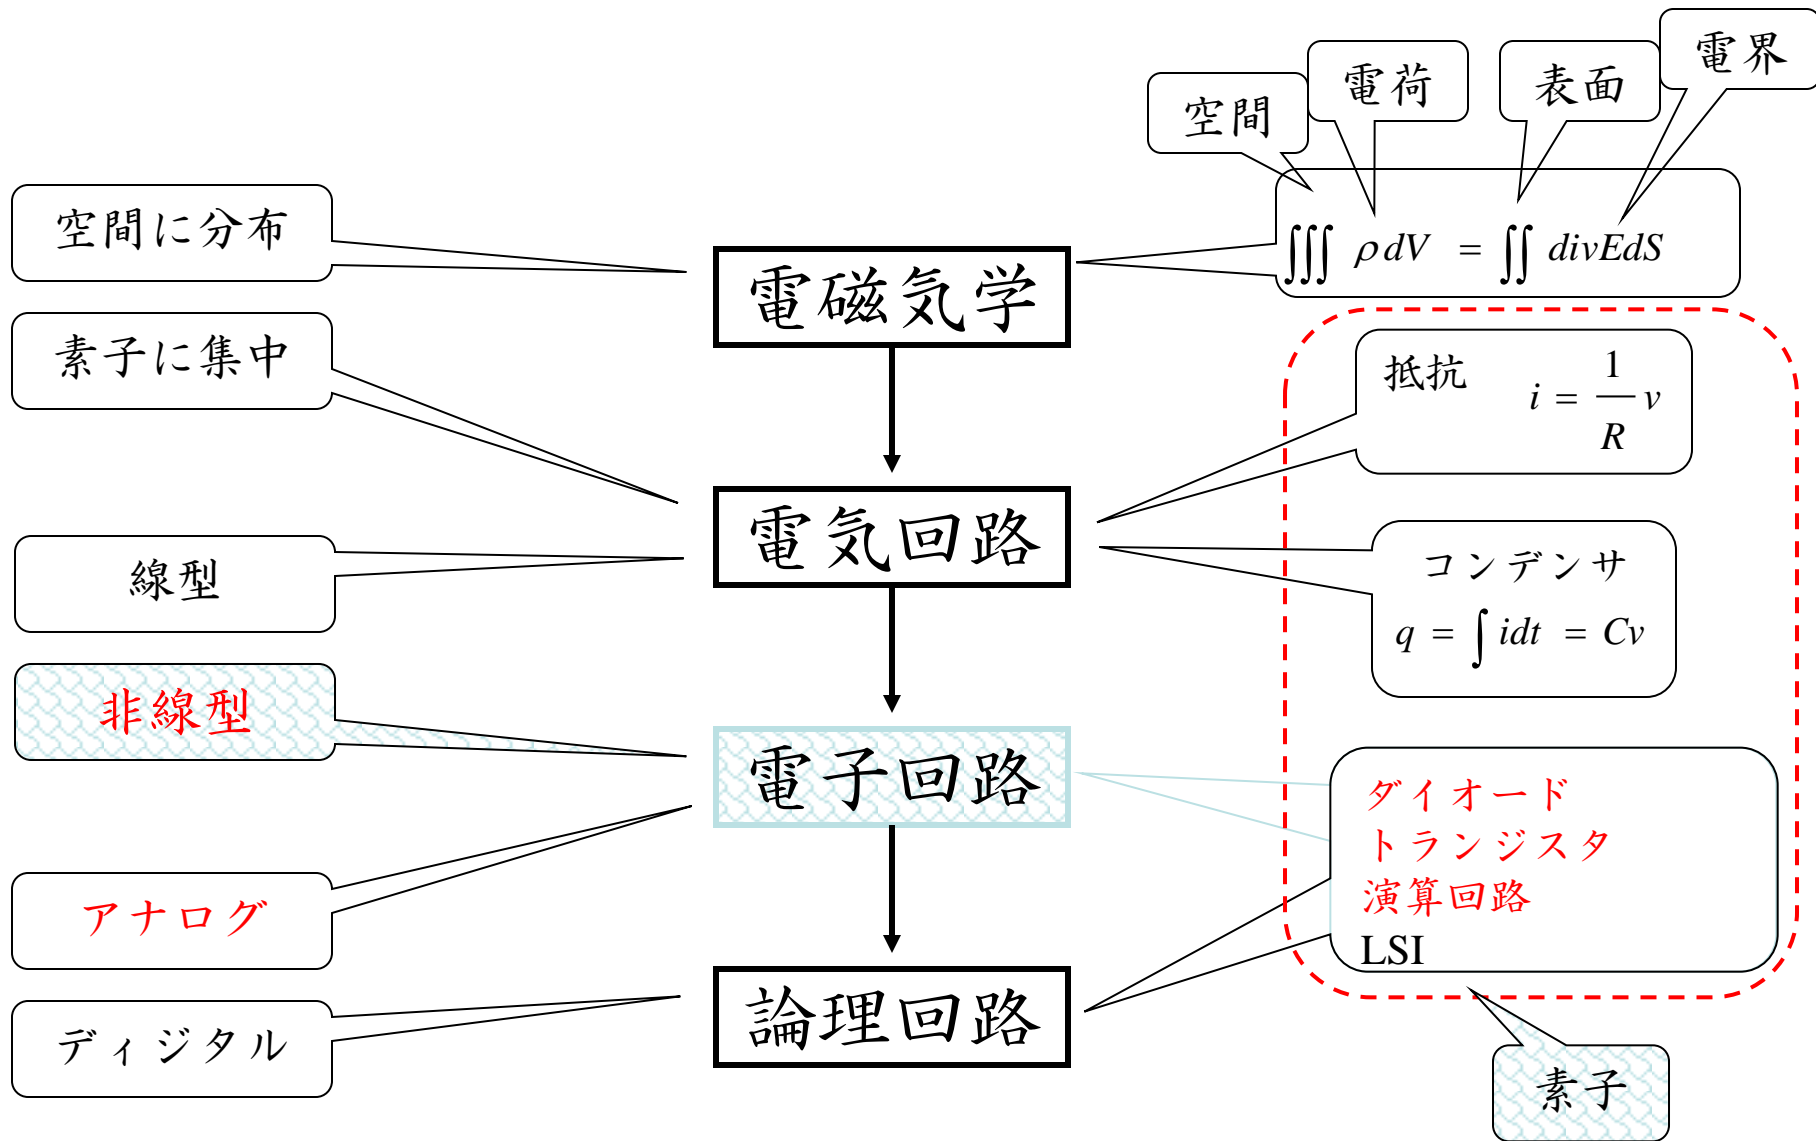 空間
電荷
表面
電界
∭ ρdV = ∬ divEdS
空間に分布
電磁気学
素子に集中
抵抗 i = 1/R v
電気回路
線型
コンデンサ
q = ∫ idt = Cv
非線型
電子回路
ダイオード
トランジスタ
演算回路
LSI
アナログ
論理回路
ディジタル
素子